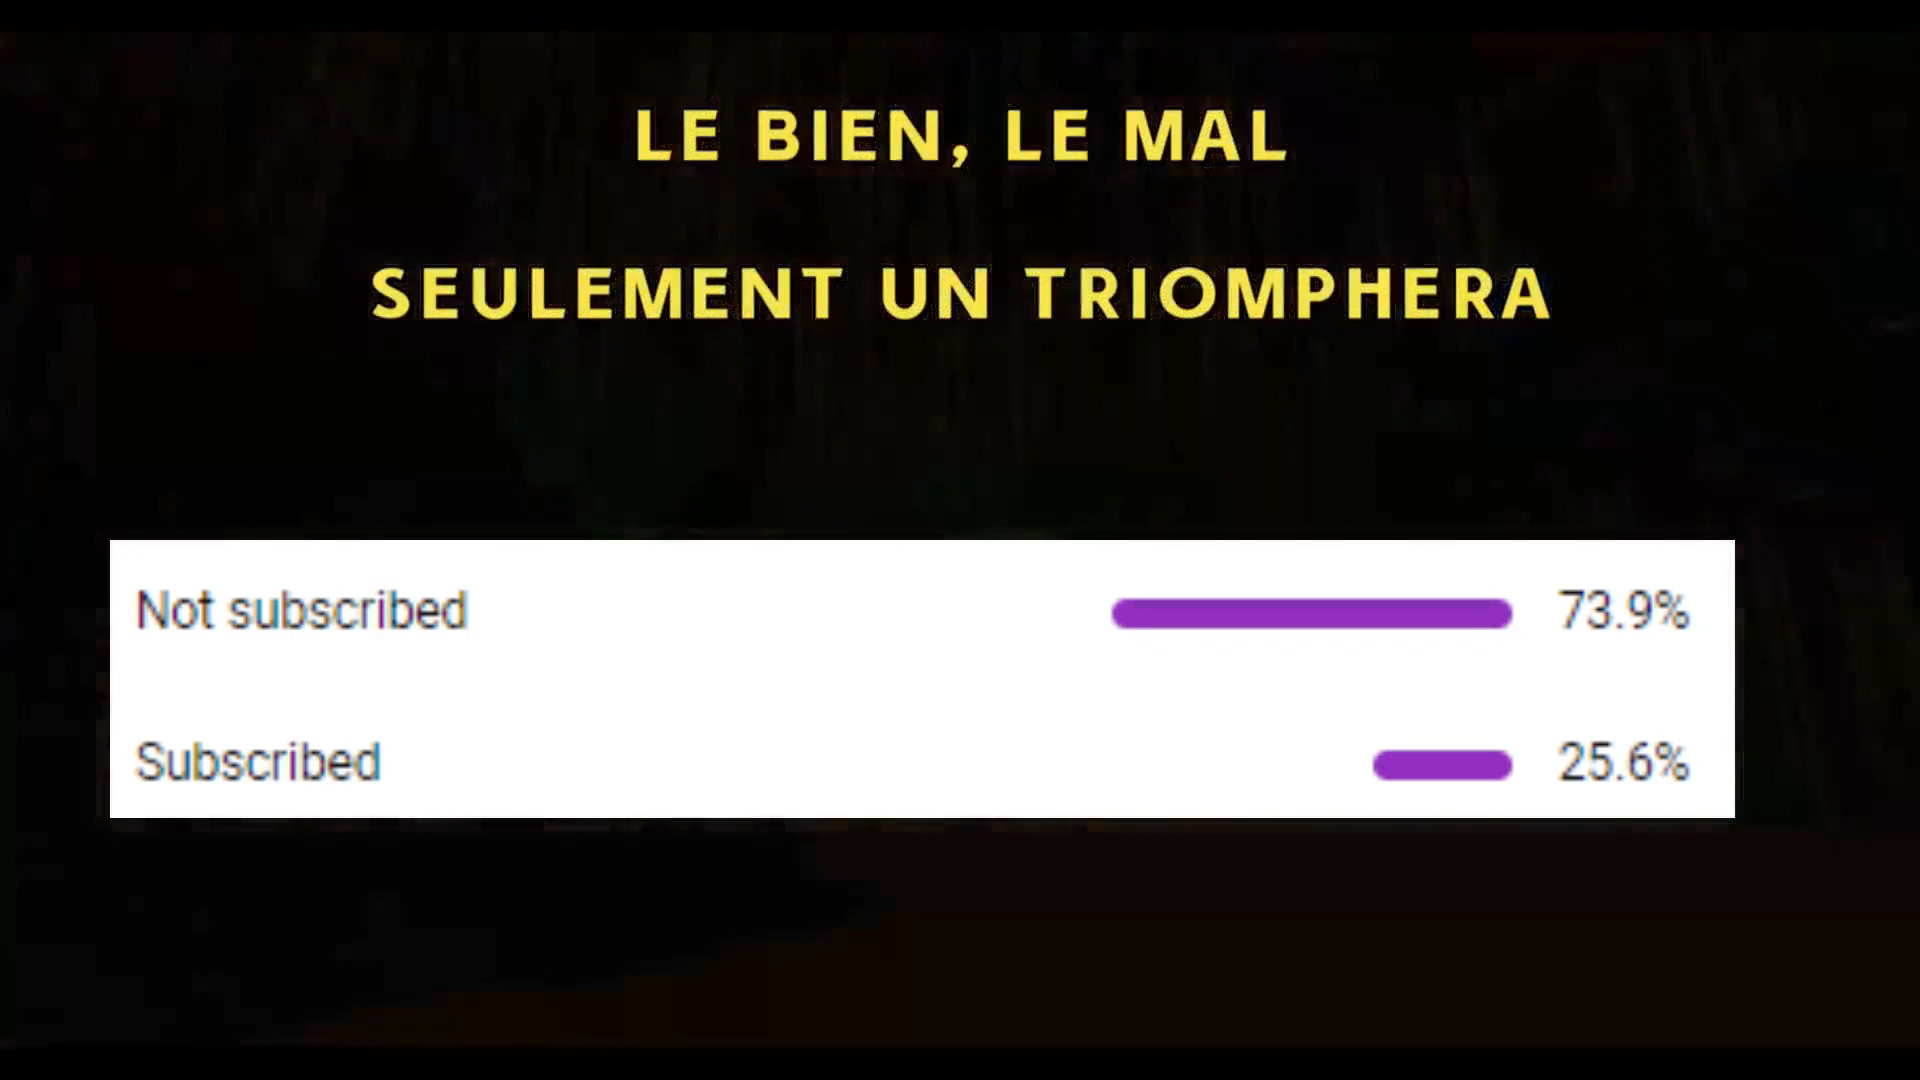 LE BIEN, LE MAL
SEULEMENT UN TRIOMPHERA
Not subscribed 73.9%
Subscribed 25.6%